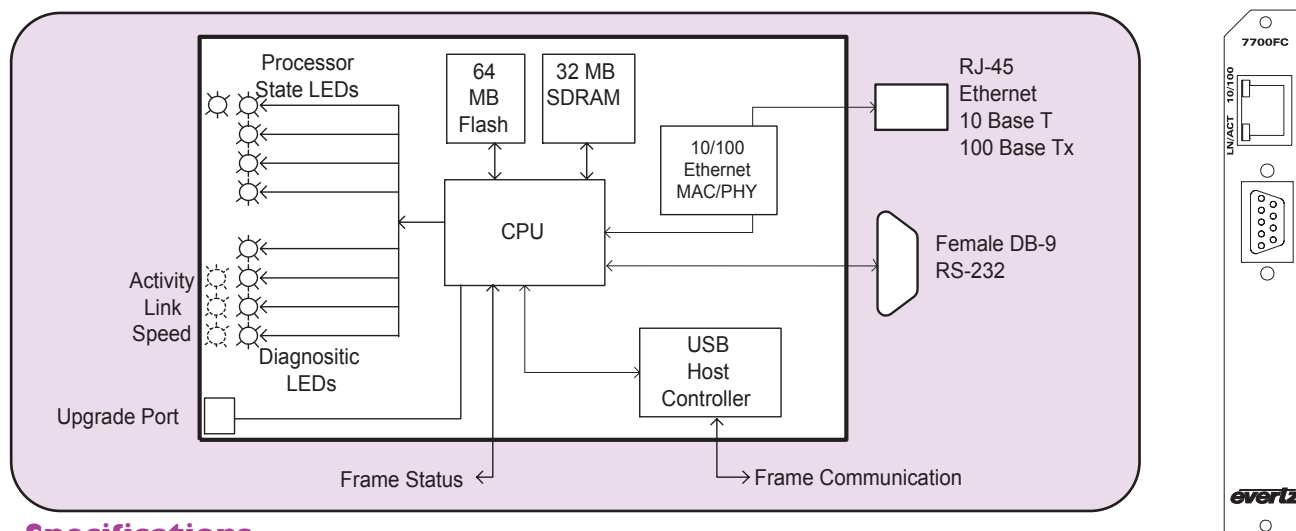 Processor
State LEDs
64
MB
Flash
32 MB
SDRAM
10/100
Ethernet
MAC/PHY
RJ-45
Ethernet
10 Base T
100 Base Tx
CPU
Female DB-9
RS-232
Activity
Link
Speed
Diagnositic
LEDs
USB
Host
Controller
Upgrade Port
Frame Status
Frame Communication
7700FC
10/100
LN/ACT
evertz
Specifications